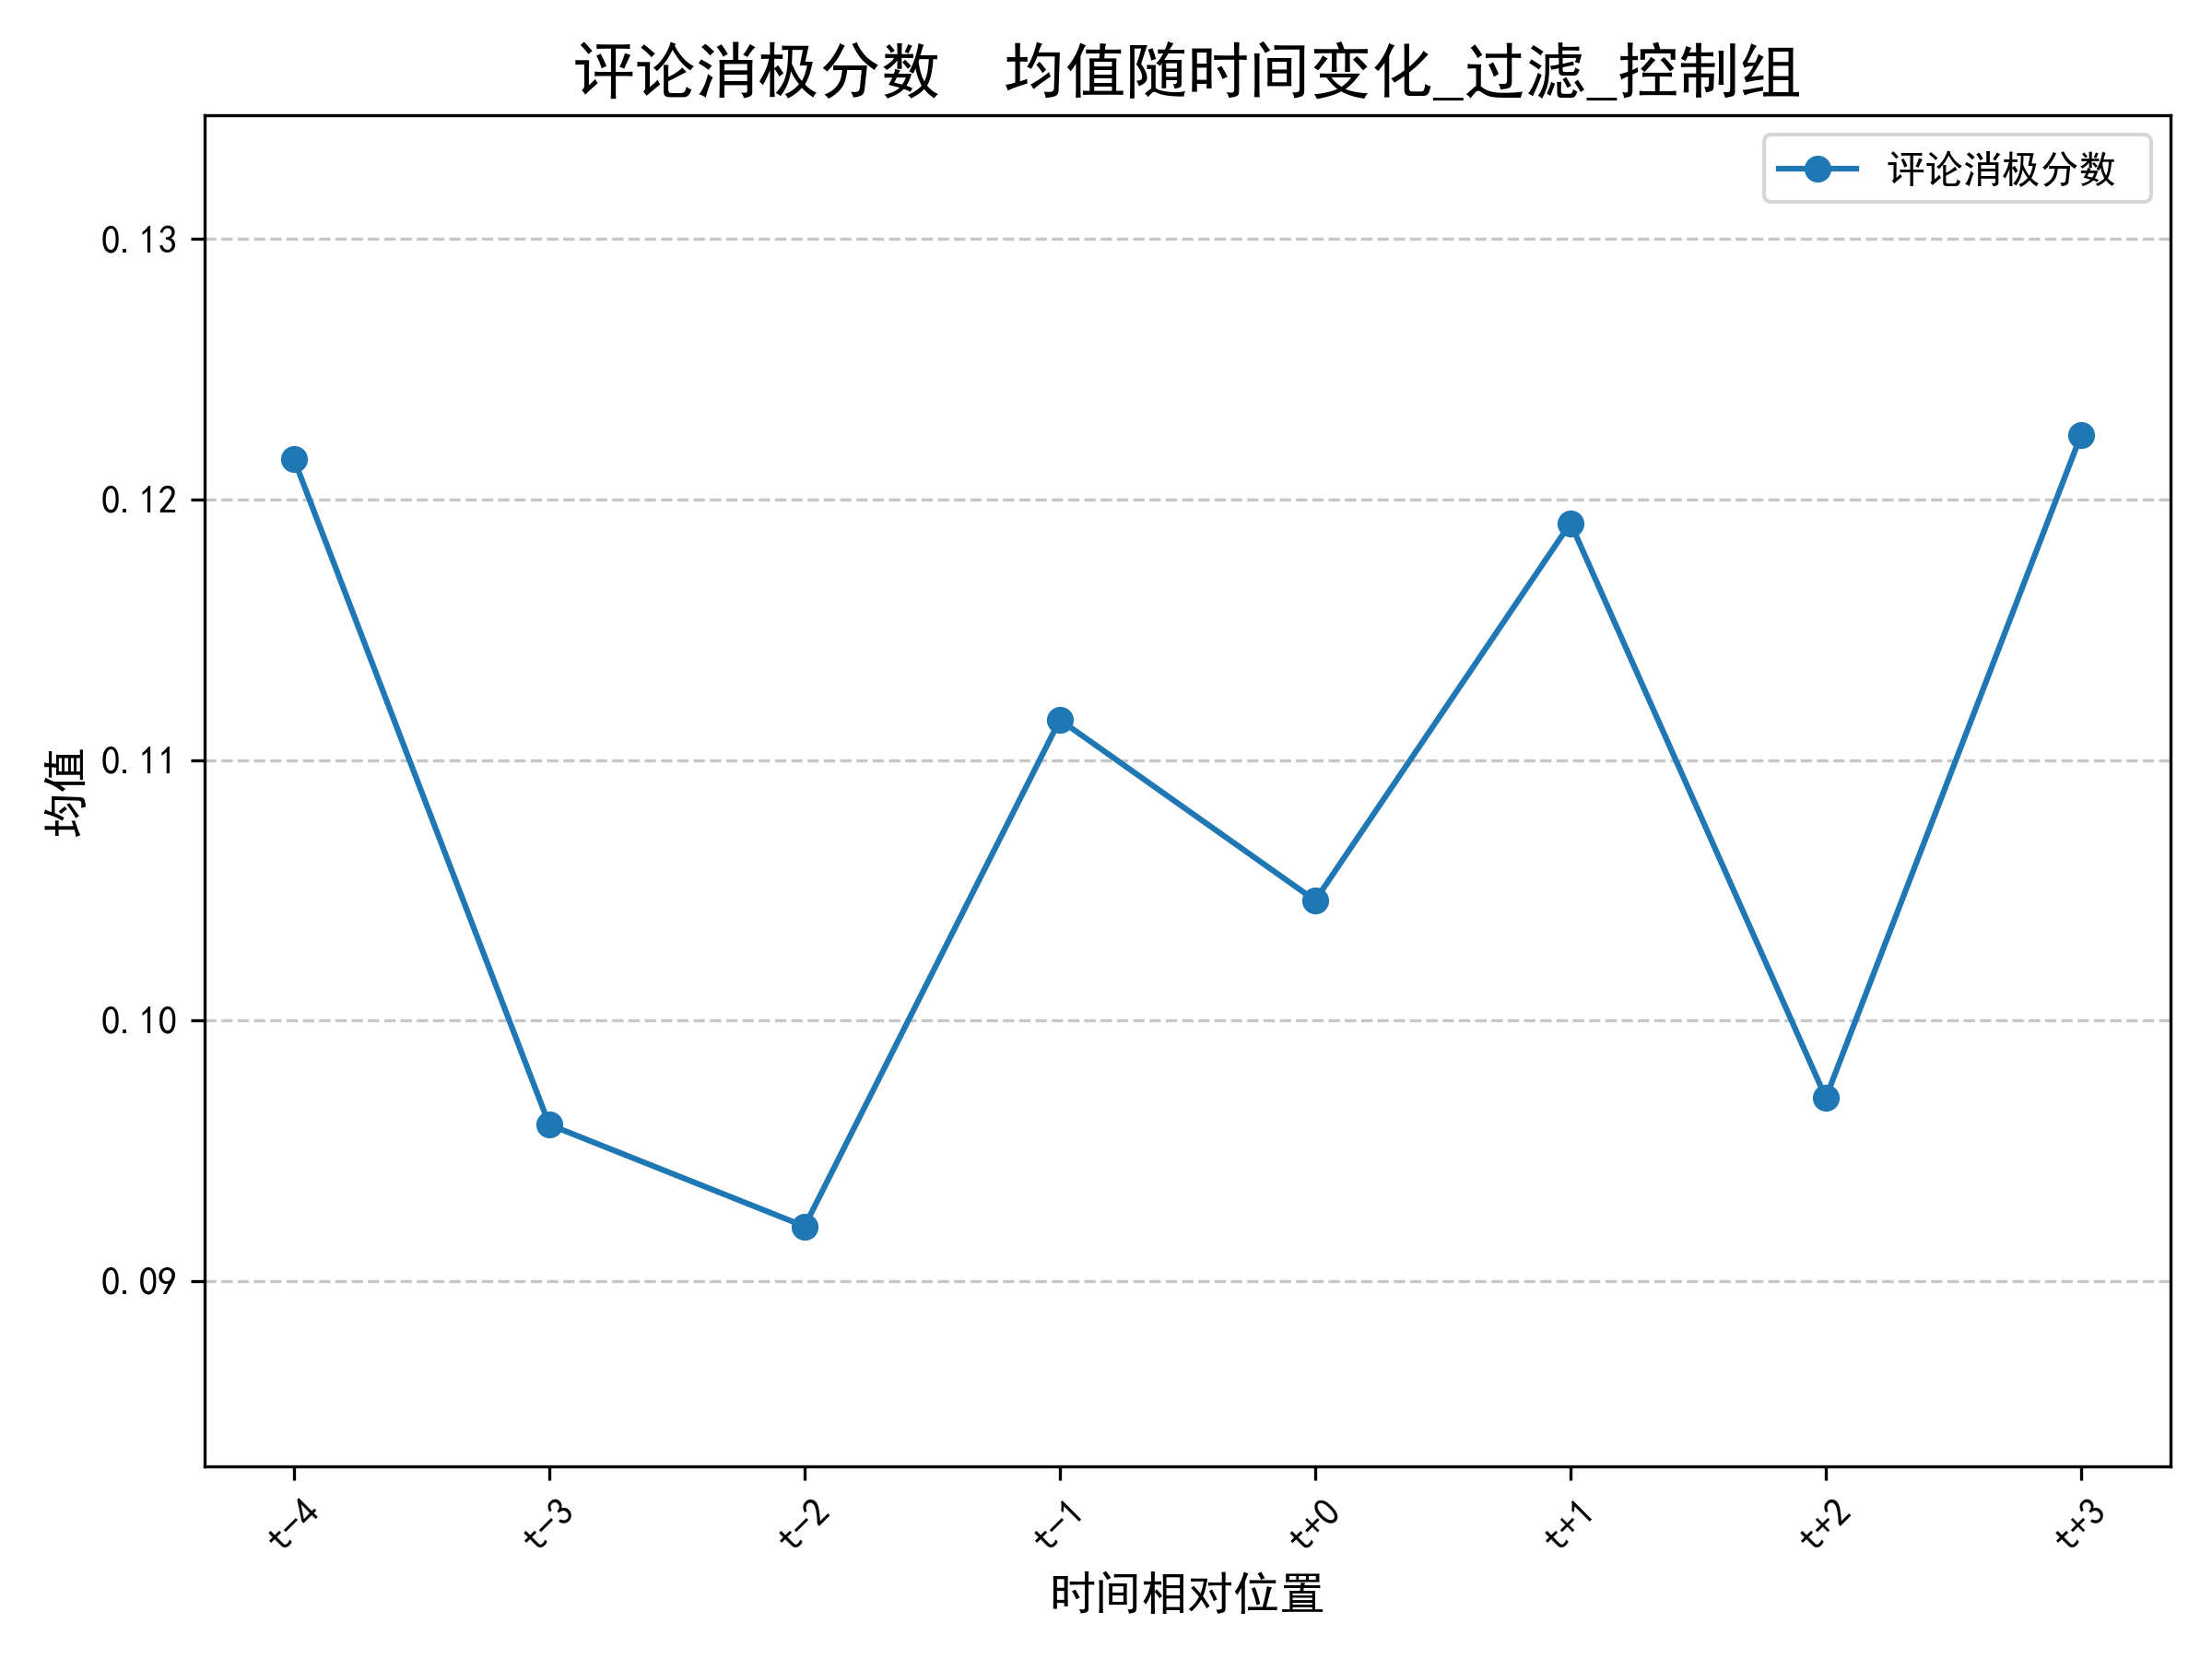 评论消极分数 均值随时间变化_过滤_控制组
评论消极分数
0.13
0.12
0.11
0.10
0.09
均值
t-4
t-3
t-2
t-1
t+0
t+1
t+2
t+3
时间相对位置